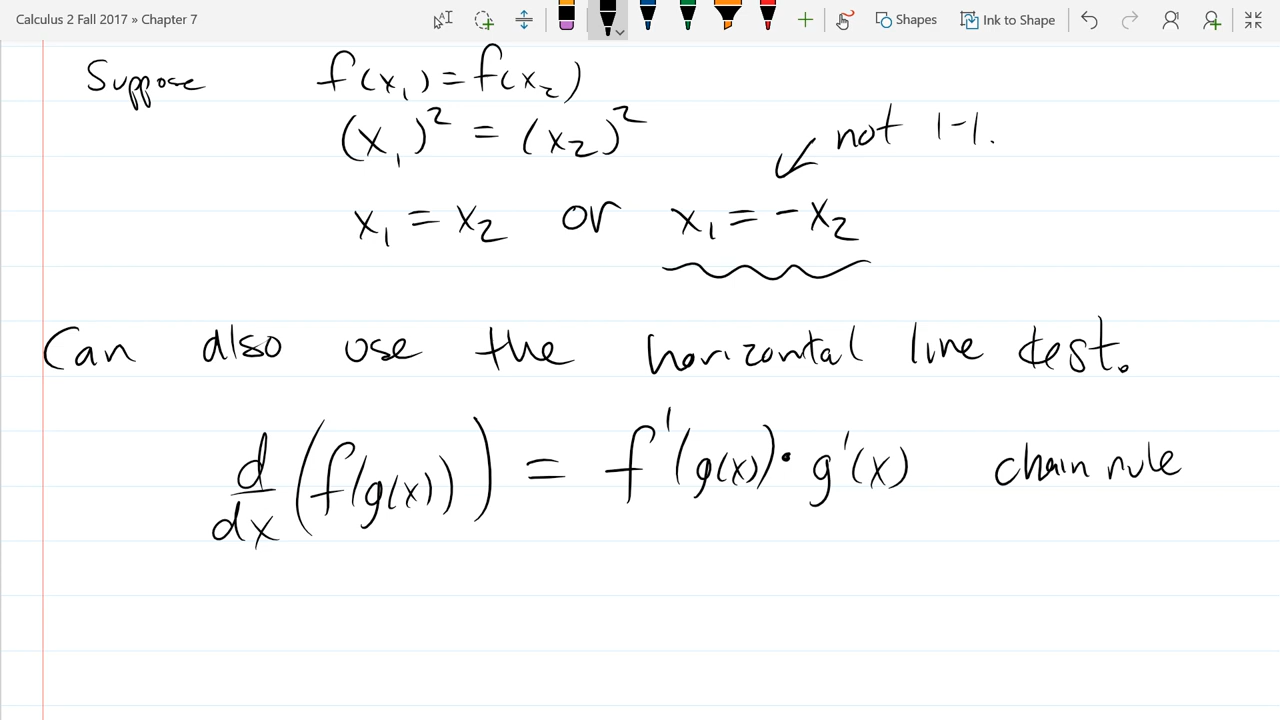 Calculus 2 Fall 2017 » Chapter 7 Shapes Ink to Shape
Suppose f(x₁) = f(x₂)
(x₁)² = (x₂)²
not 1-1.
x₁ = x₂ or x₁ = -x₂
Can also use the horizontal line test.
d/dx (f(g(x))) = f'(g(x)) · g'(x) chain rule